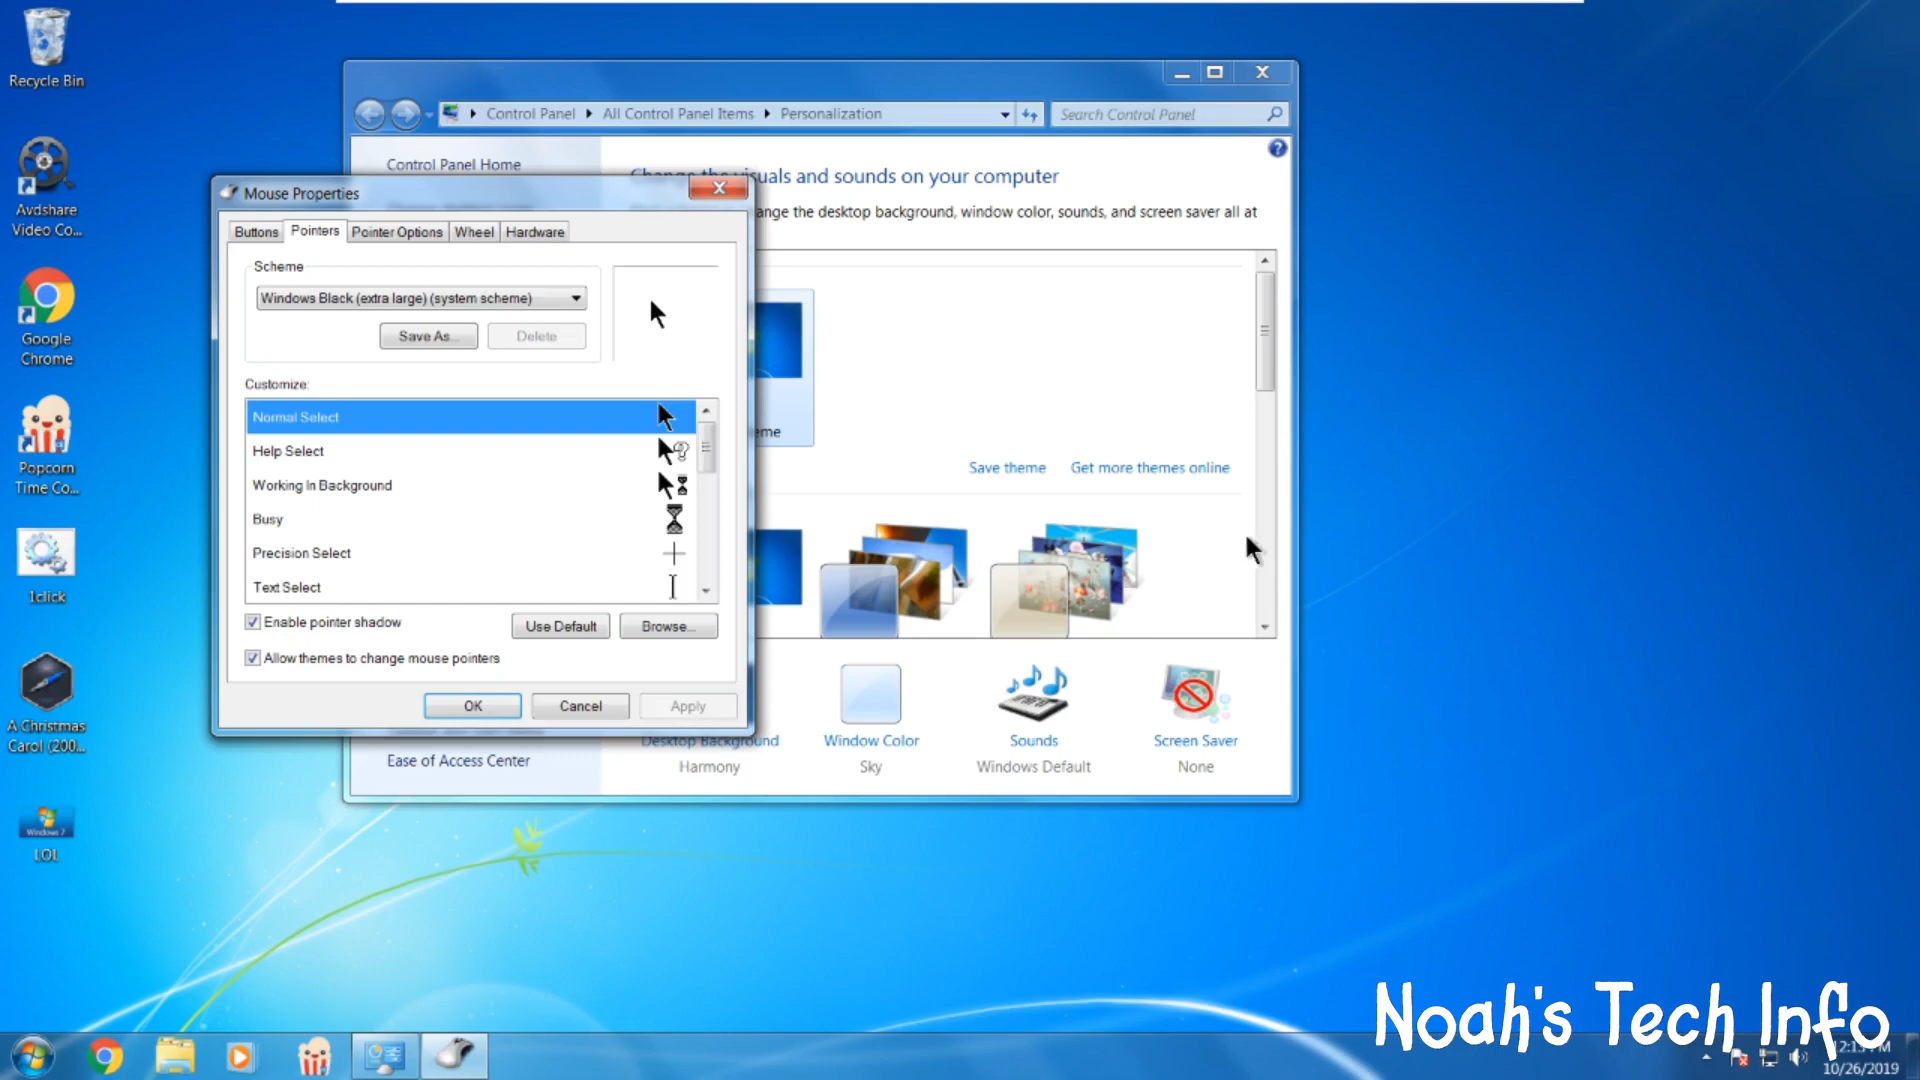 Recycle Bin
Avdshare
Video Co...
Google
Chrome
Popcorn
Time Co...
1click
A Christmas
Carol (200...
Windows 7
LOL
Control Panel
All Control Panel Items
Personalization
Search Control Panel
Control Panel Home
Change the visuals and sounds on your computer
ange the desktop background, window color, sounds, and screen saver all at
eme
Save theme
Get more themes online
Desktop Background
Harmony
Window Color
Sky
Sounds
Windows Default
Screen Saver
None
Ease of Access Center
Mouse Properties
Buttons
Pointers
Pointer Options
Wheel
Hardware
Scheme
Windows Black (extra large) (system scheme)
Save As...
Delete
Customize:
Normal Select
Help Select
Working In Background
Busy
Precision Select
Text Select
Enable pointer shadow
Use Default
Browse...
Allow themes to change mouse pointers
OK
Cancel
Apply
Noah's Tech Info
10/26/2019